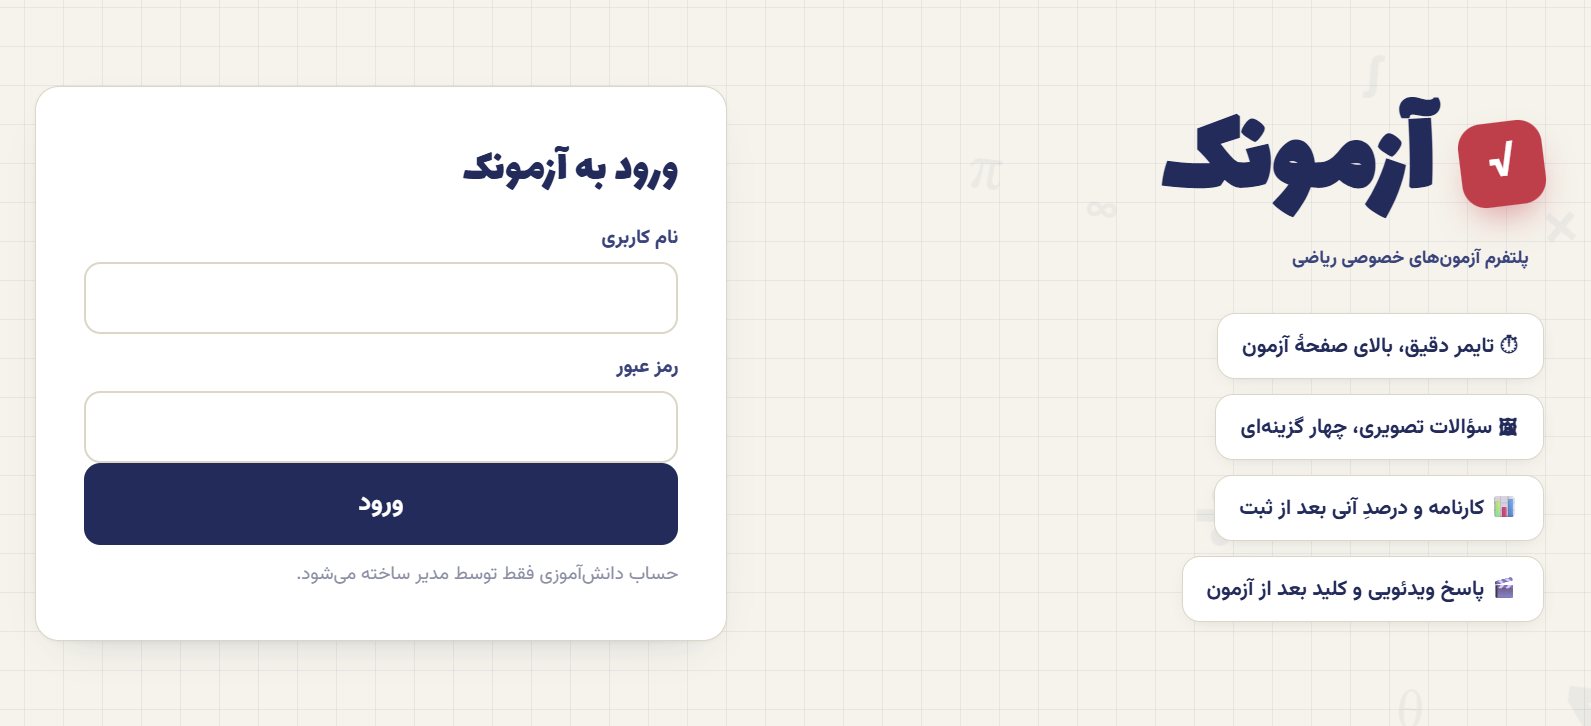 √
آزمونک
پلتفرم آزمون‌های خصوصی ریاضی
⏱ تایمر دقیق، بالای صفحهٔ آزمون
🖼 سؤالات تصویری، چهار گزینه‌ای
📊 کارنامه و درصدِ آنی بعد از ثبت
🎬 پاسخ ویدئویی و کلید بعد از آزمون
∫
π
∞
×
÷
θ
ورود به آزمونک
نام کاربری
رمز عبور
ورود
حساب دانش‌آموزی فقط توسط مدیر ساخته می‌شود.